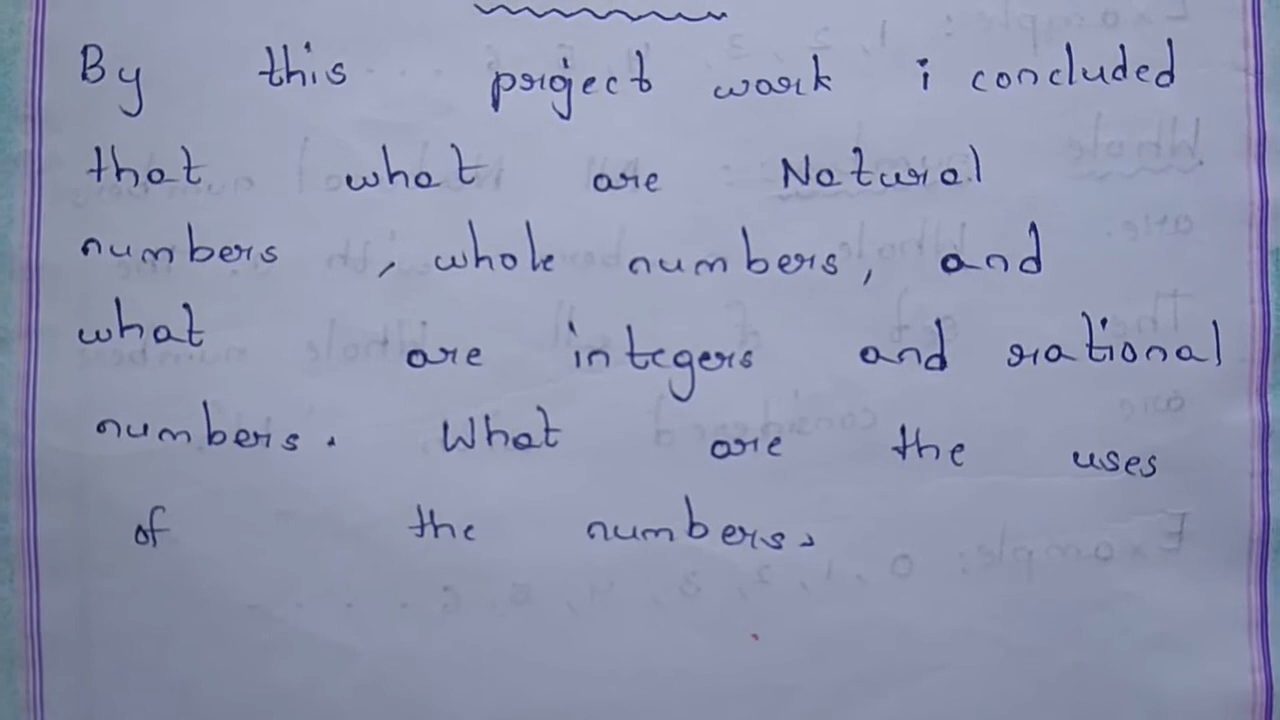 By this project work i concluded
that what are Natural
numbers, whole numbers, and
what are integers and rational
numbers. What are the uses
of the numbers.